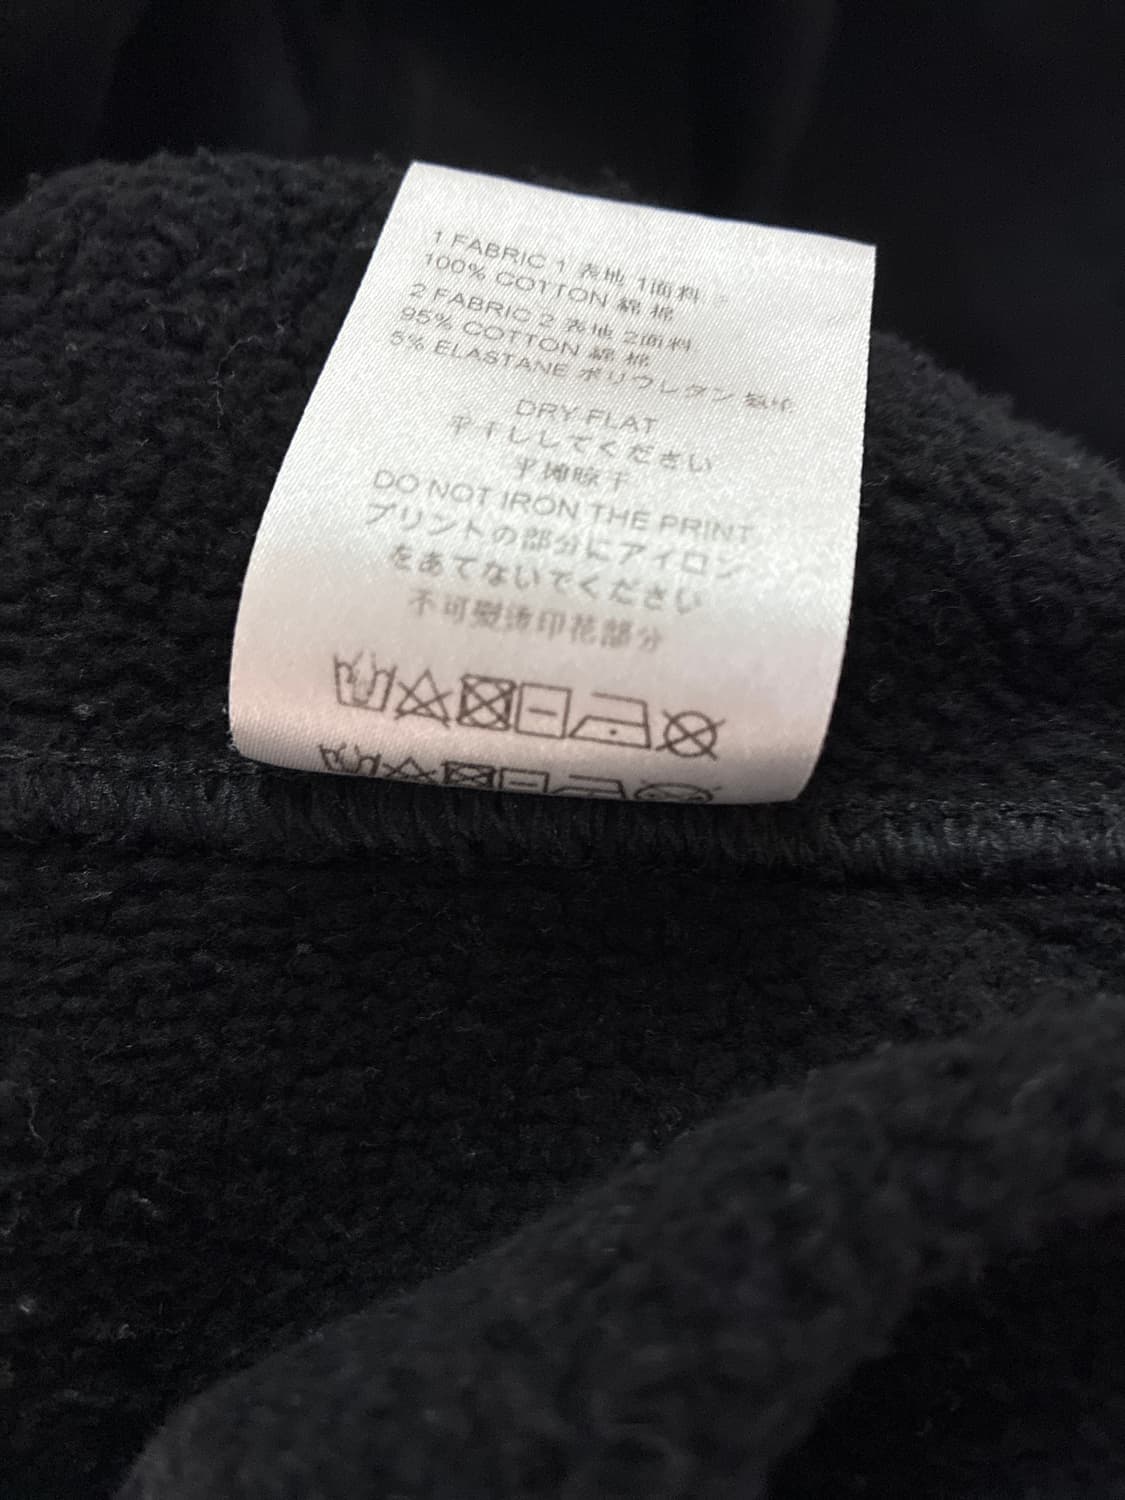 1 FABRIC 1 表地 1面料
100% COTTON 綿 棉
2 FABRIC 2 表地 2面料
95% COTTON 綿 棉
5% ELASTANE ポリウレタン 氨纶
DRY FLAT
平干ししてください
平摊晾干
DO NOT IRON THE PRINT
プリントの部分にアイロン
をあてないでください
不可熨烫印花部分